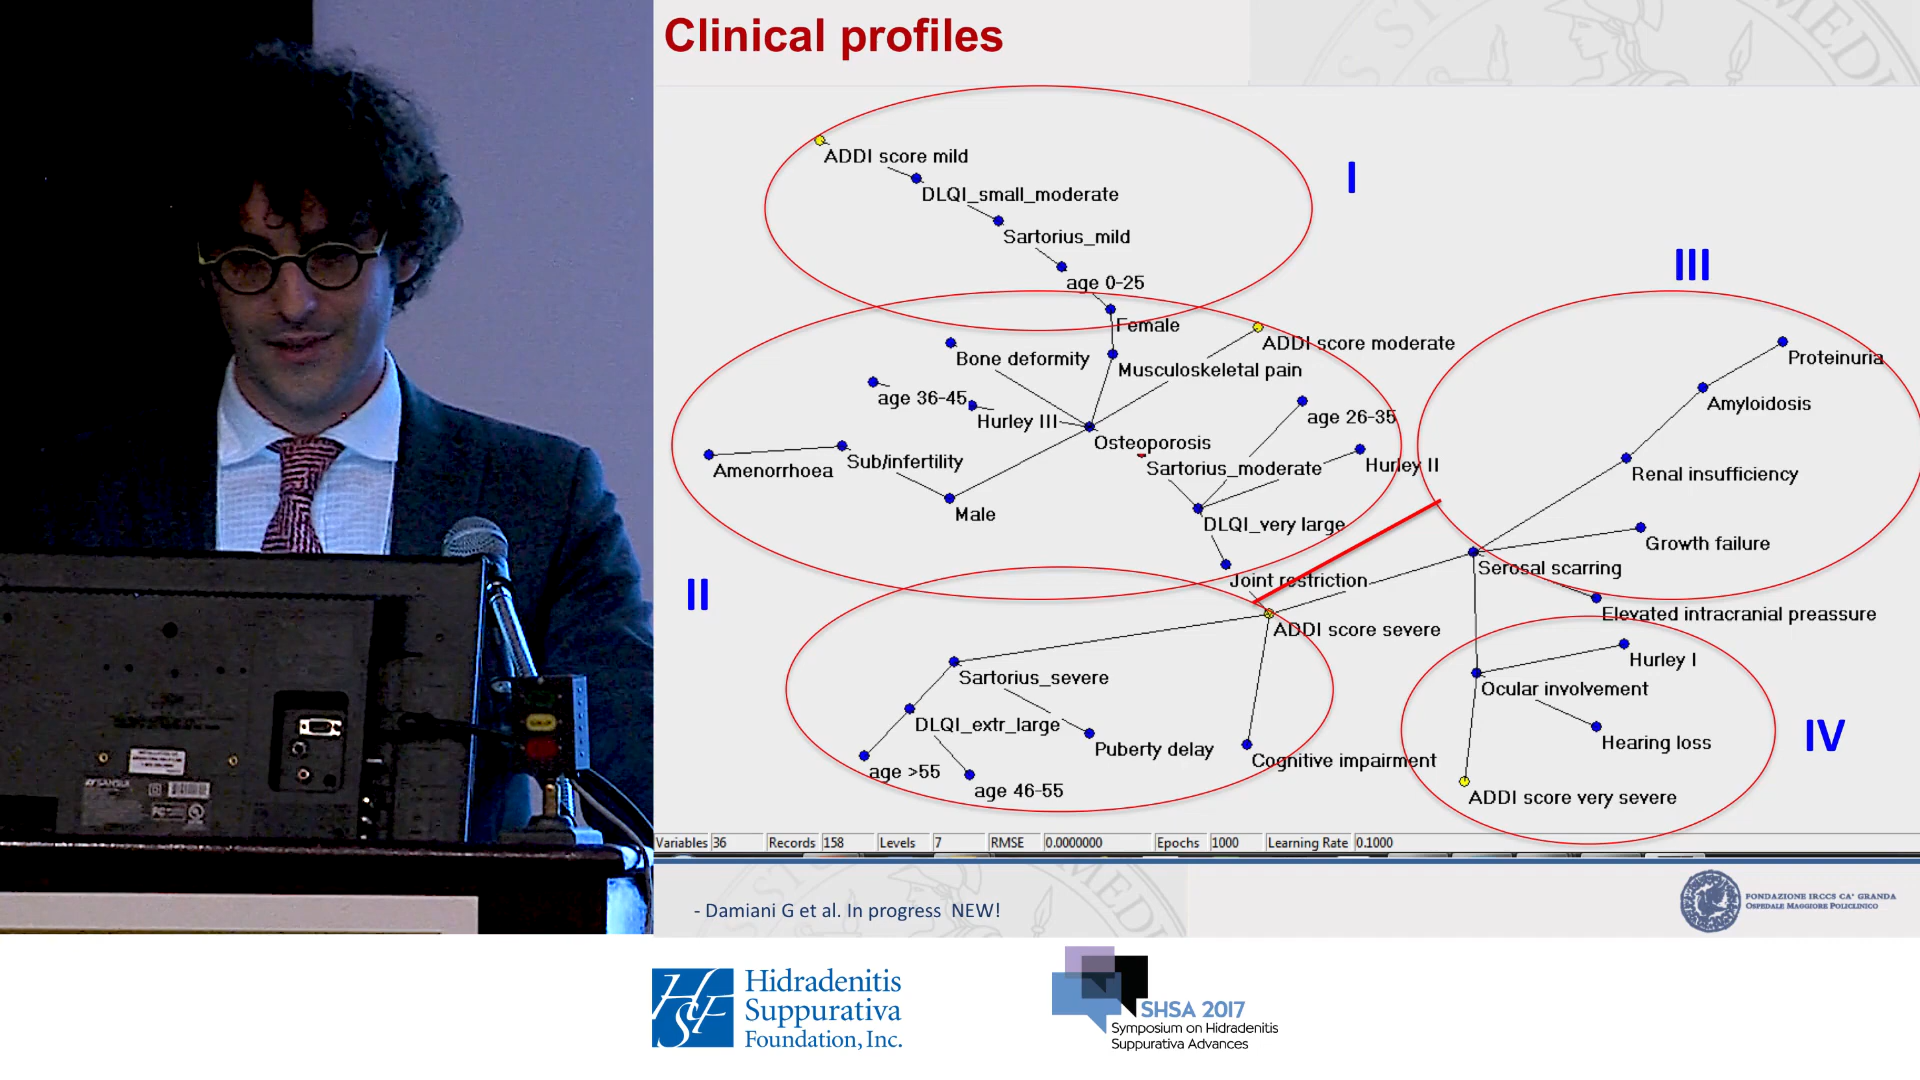 Clinical profiles
ADDI score mild
DLQI_small_moderate
Sartorius_mild
age 0-25
I
Female
ADDI score moderate
Bone deformity
Musculoskeletal pain
age 36-45
Hurley III
age 26-35
Osteoporosis
Amenorrhoea
Sub/infertility
Sartorius_moderate
Hurley II
Male
DLQI_very large
Joint restriction
II
III
Proteinuria
Amyloidosis
Renal insufficiency
Growth failure
Serosal scarring
Elevated intracranial preassure
ADDI score severe
Sartorius_severe
DLQI_extr_large
Puberty delay
age >55
age 46-55
Cognitive impairment
Hurley I
Ocular involvement
Hearing loss
IV
ADDI score very severe
Variables 36 Records 158 Levels 7 RMSE 0.0000000 Epochs 1000 Learning Rate 0.1000
- Damiani G et al. In progress NEW!
FONDAZIONE IRCCS CA' GRANDA
OSPEDALE MAGGIORE POLICLINICO
HSF
Hidradenitis
Suppurativa
Foundation, Inc.
SHSA 2017
Symposium on Hidradenitis
Suppurativa Advances